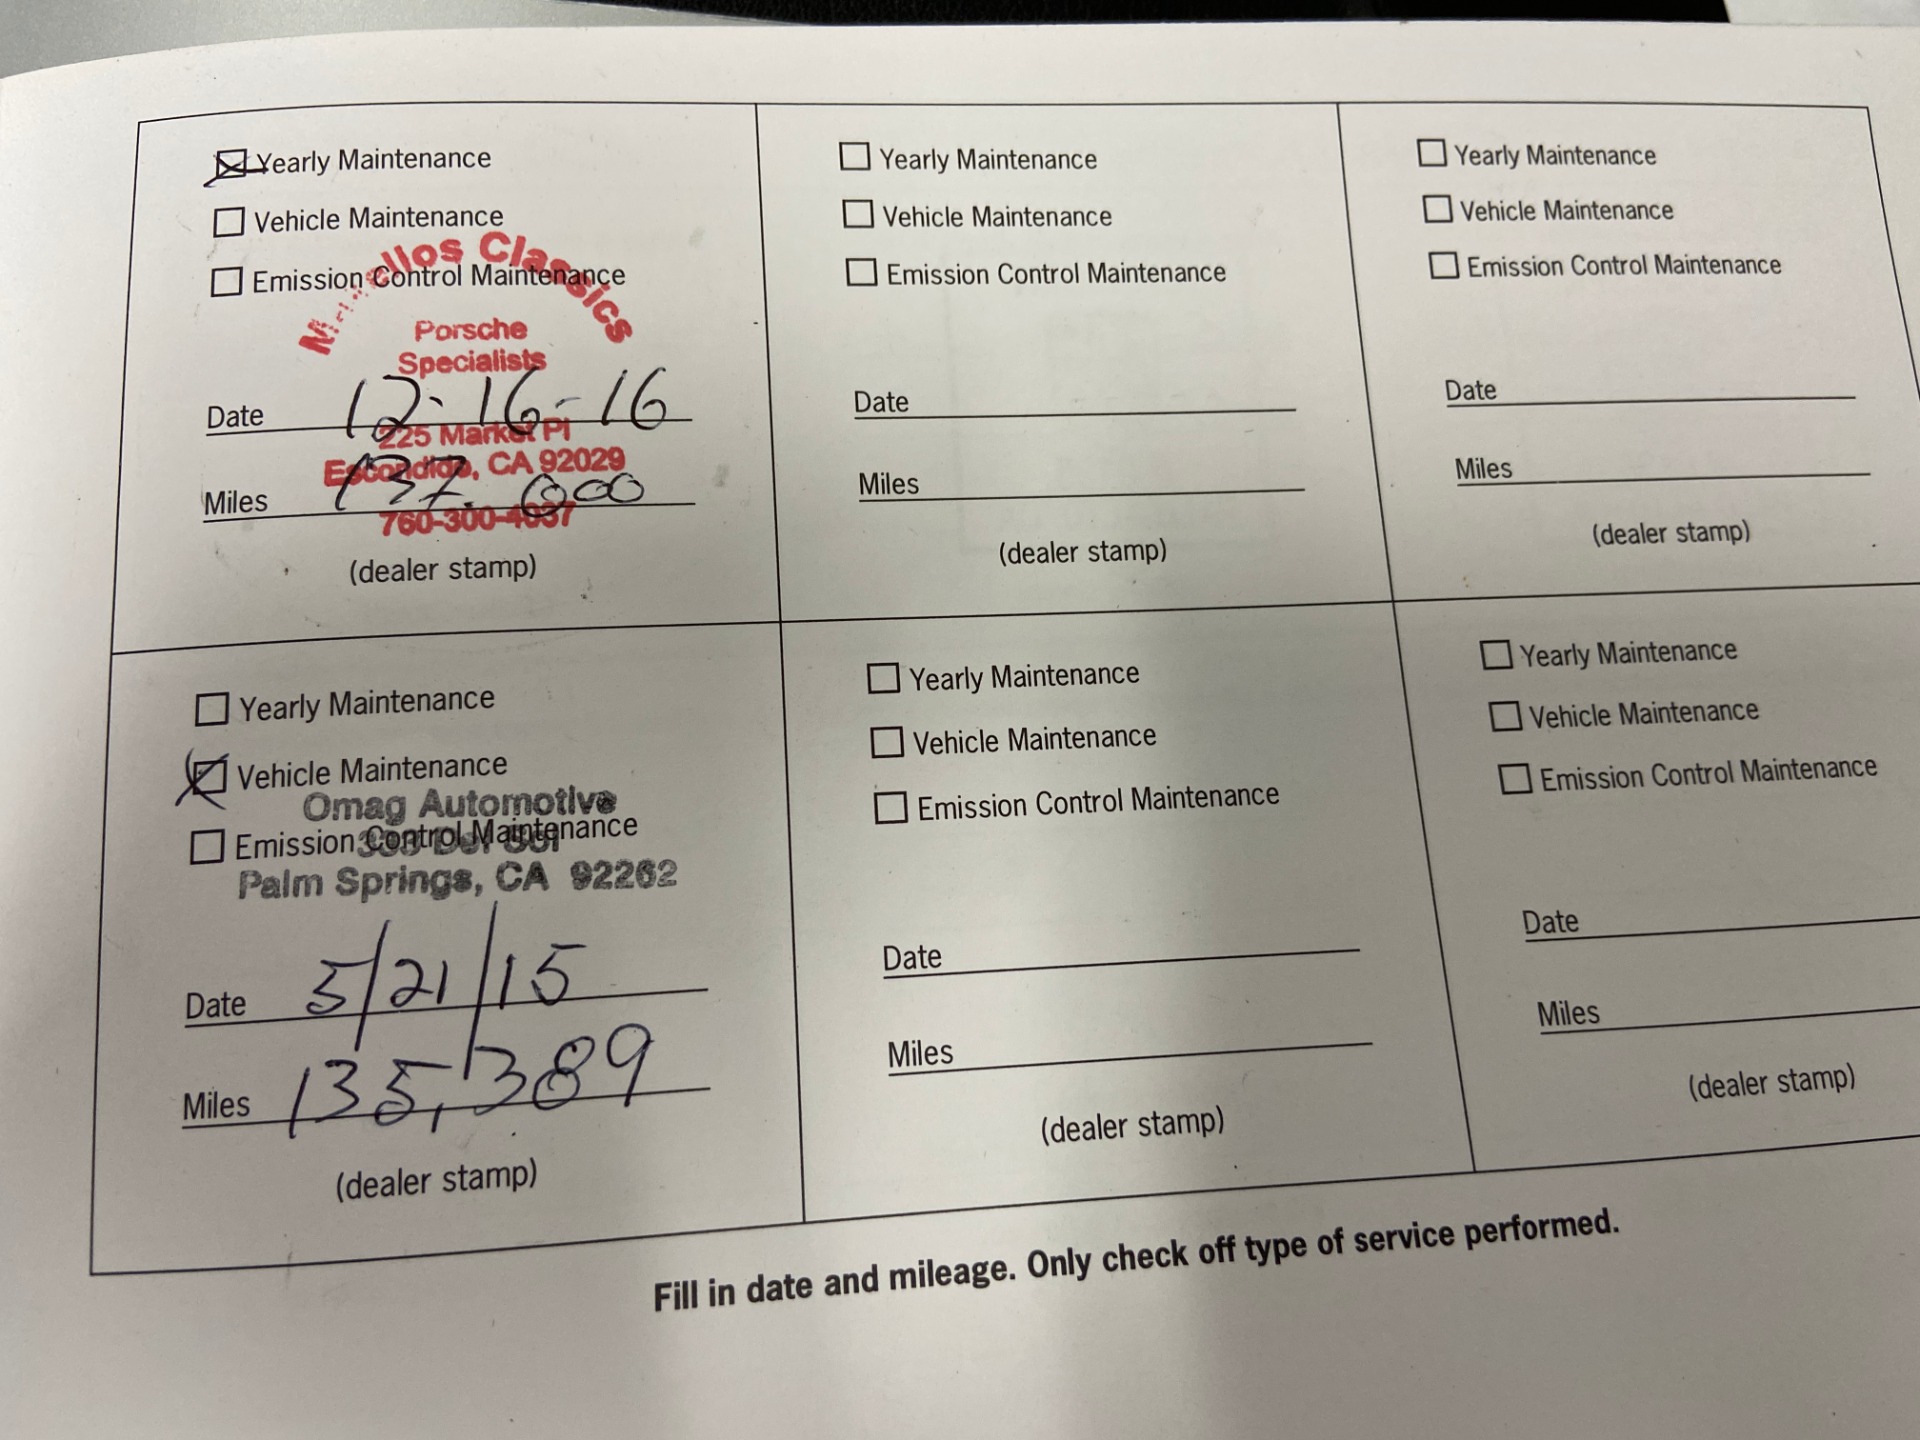 Yearly Maintenance
Vehicle Maintenance
Emission Control Maintenance
Classics
Porsche
Specialists
Date 12-16-16
225 Market Pl
Escondido, CA 92029
Miles 137.000
760-300-4037
(dealer stamp)
Yearly Maintenance
Vehicle Maintenance
Emission Control Maintenance
Date
Miles
(dealer stamp)
Yearly Maintenance
Vehicle Maintenance
Emission Control Maintenance
Date
Miles
(dealer stamp)
Yearly Maintenance
Vehicle Maintenance
Omag Automotive
Emission Control Maintenance
Palm Springs, CA 92262
Date 5/21/15
Miles 135,389
(dealer stamp)
Yearly Maintenance
Vehicle Maintenance
Emission Control Maintenance
Date
Miles
(dealer stamp)
Yearly Maintenance
Vehicle Maintenance
Emission Control Maintenance
Date
Miles
(dealer stamp)
Fill in date and mileage. Only check off type of service performed.